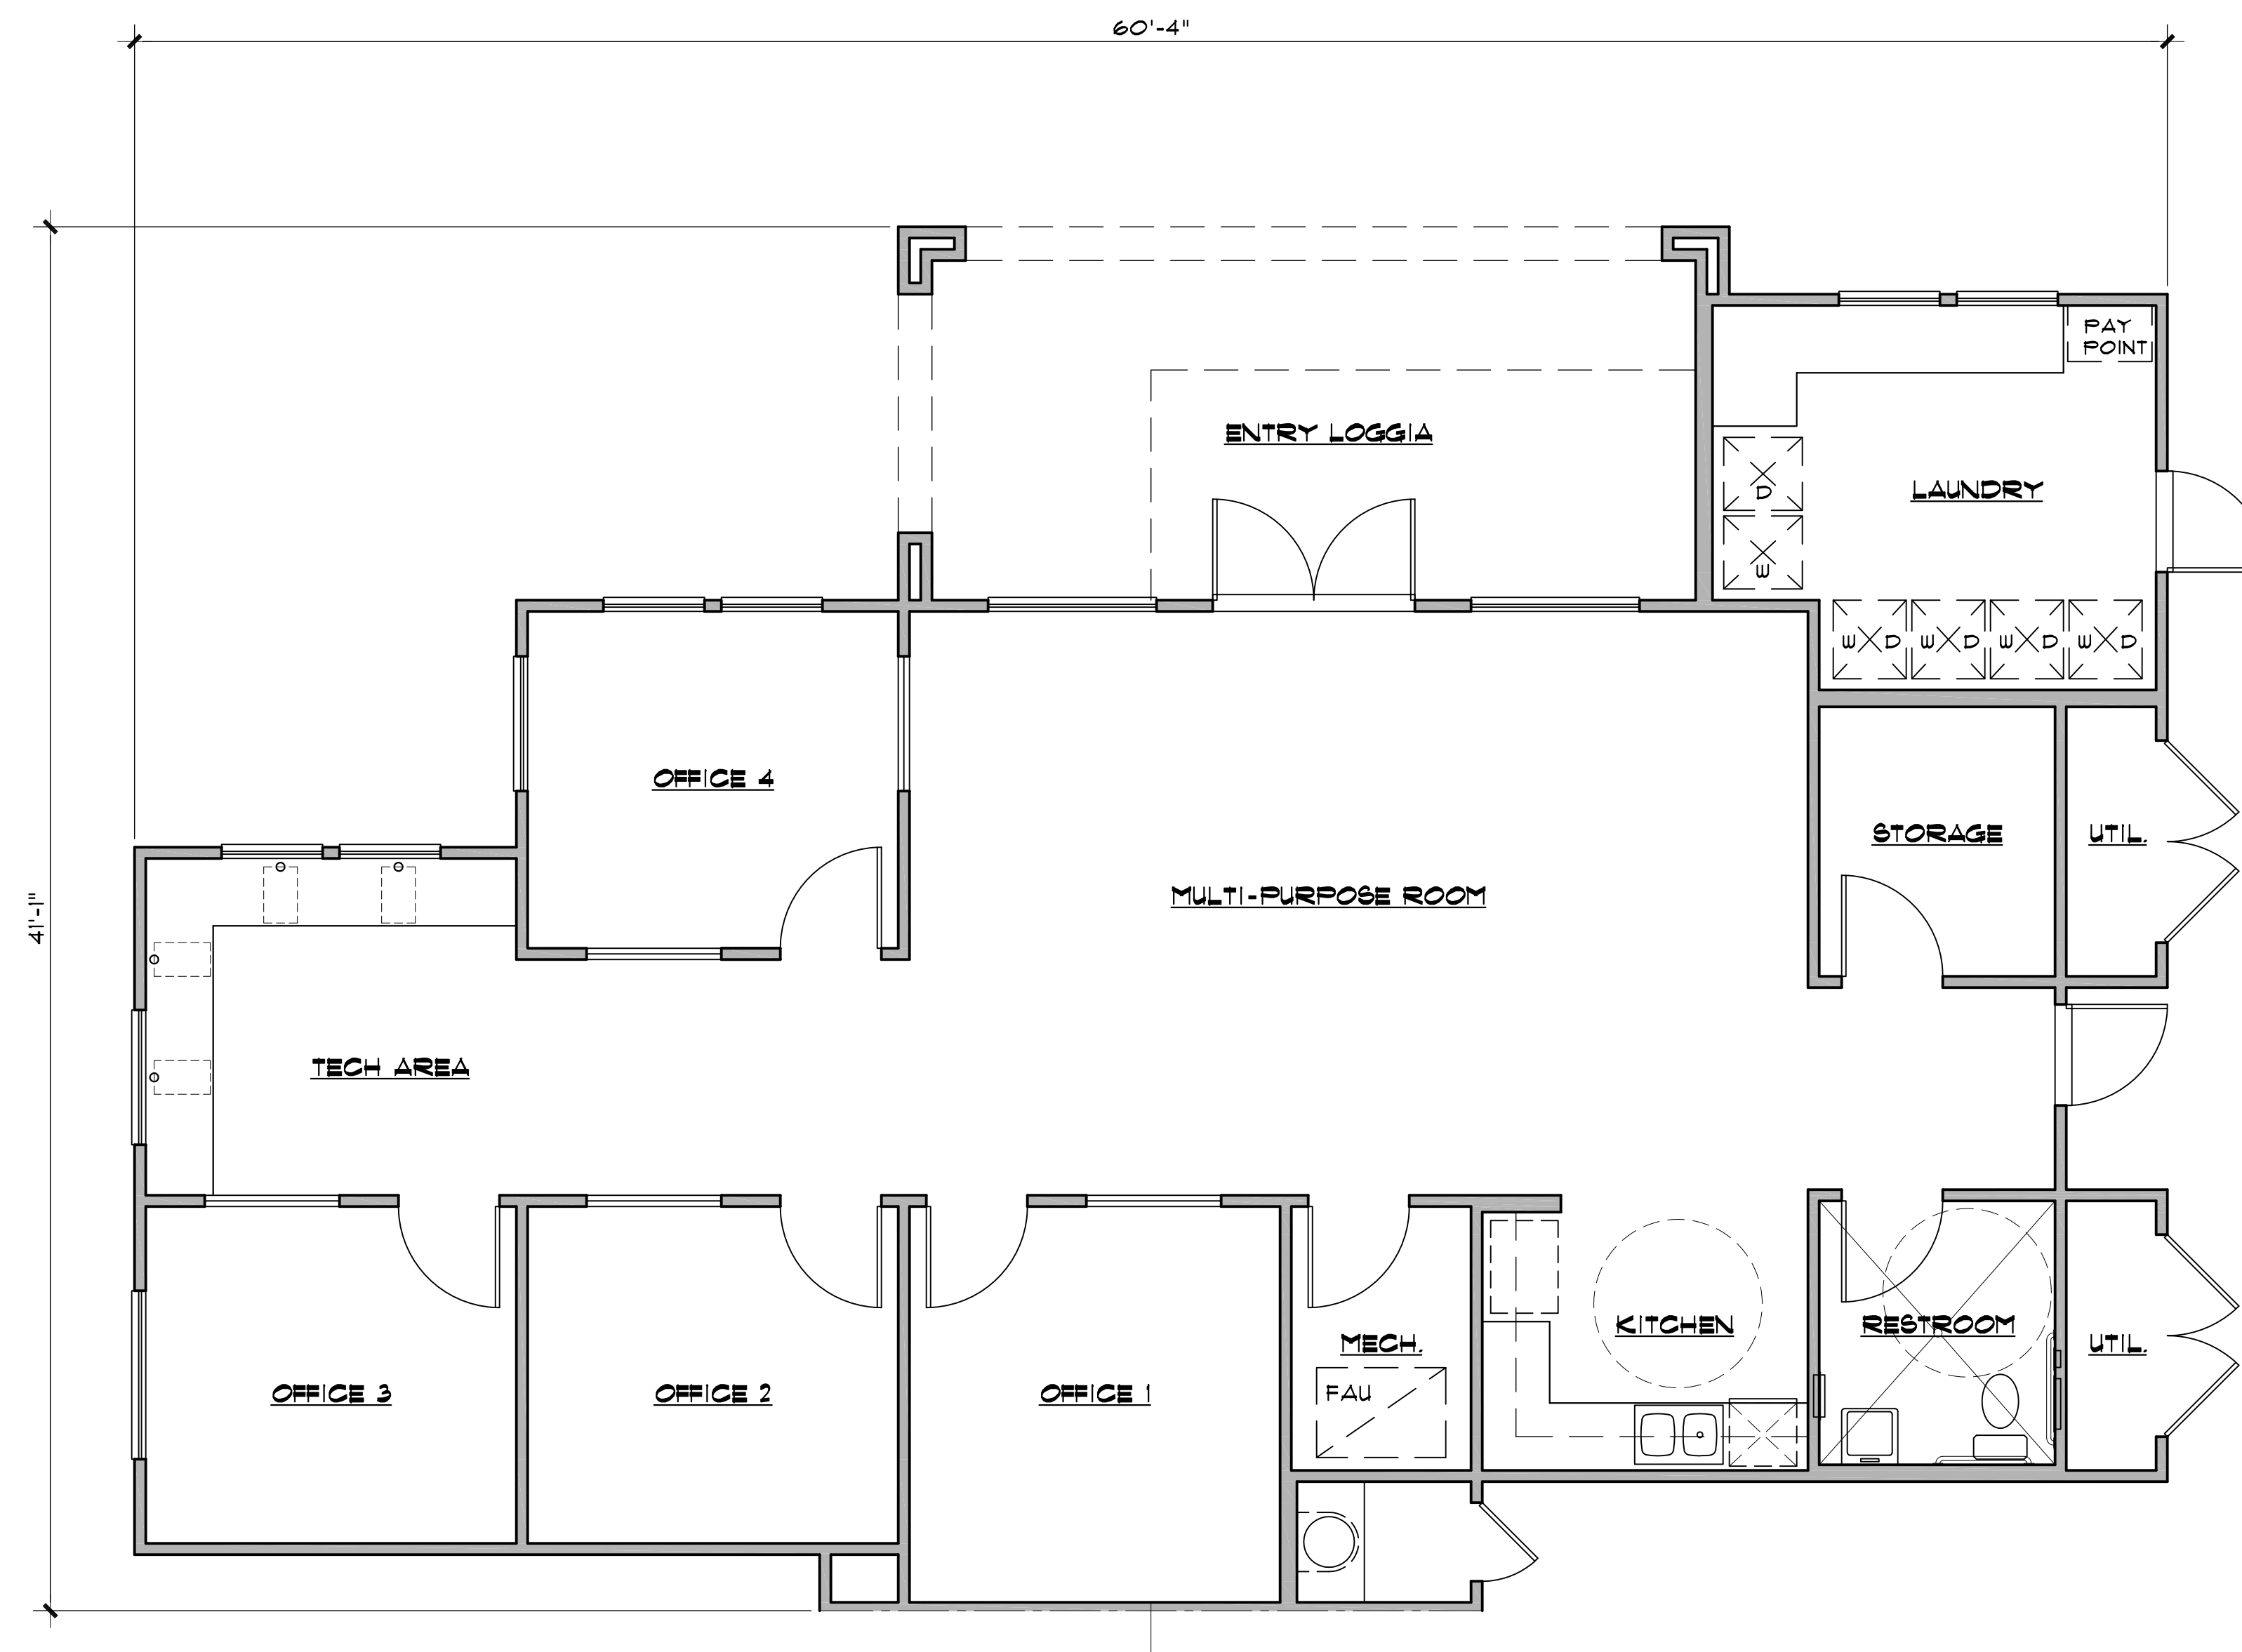 60'-4"
PAY
POINT
ENTRY LOGGIA
LAUNDRY
D
W
W D W D W D W D
OFFICE 4
STORAGE
UTIL.
MULTI-PURPOSE ROOM
41'-1"
TECH AREA
KITCHEN
RESTROOM
MECH.
UTIL.
OFFICE 3
OFFICE 2
OFFICE 1
FAU